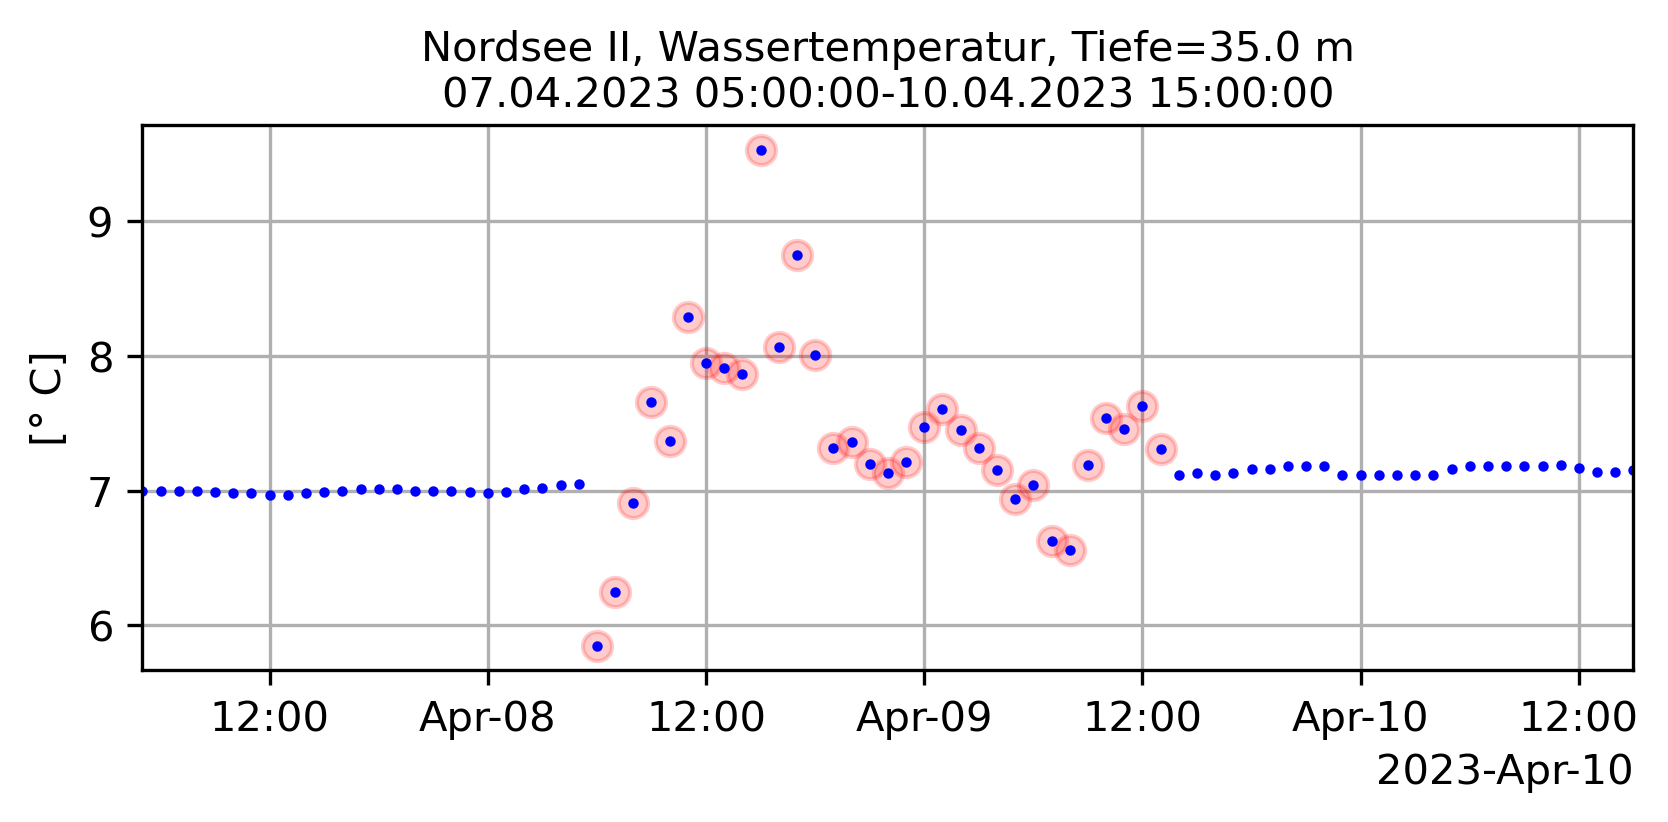 Nordsee II, Wassertemperatur, Tiefe=35.0 m
07.04.2023 05:00:00-10.04.2023 15:00:00
[° C]
9
8
7
6
12:00 Apr-08 12:00 Apr-09 12:00 Apr-10 12:00
2023-Apr-10